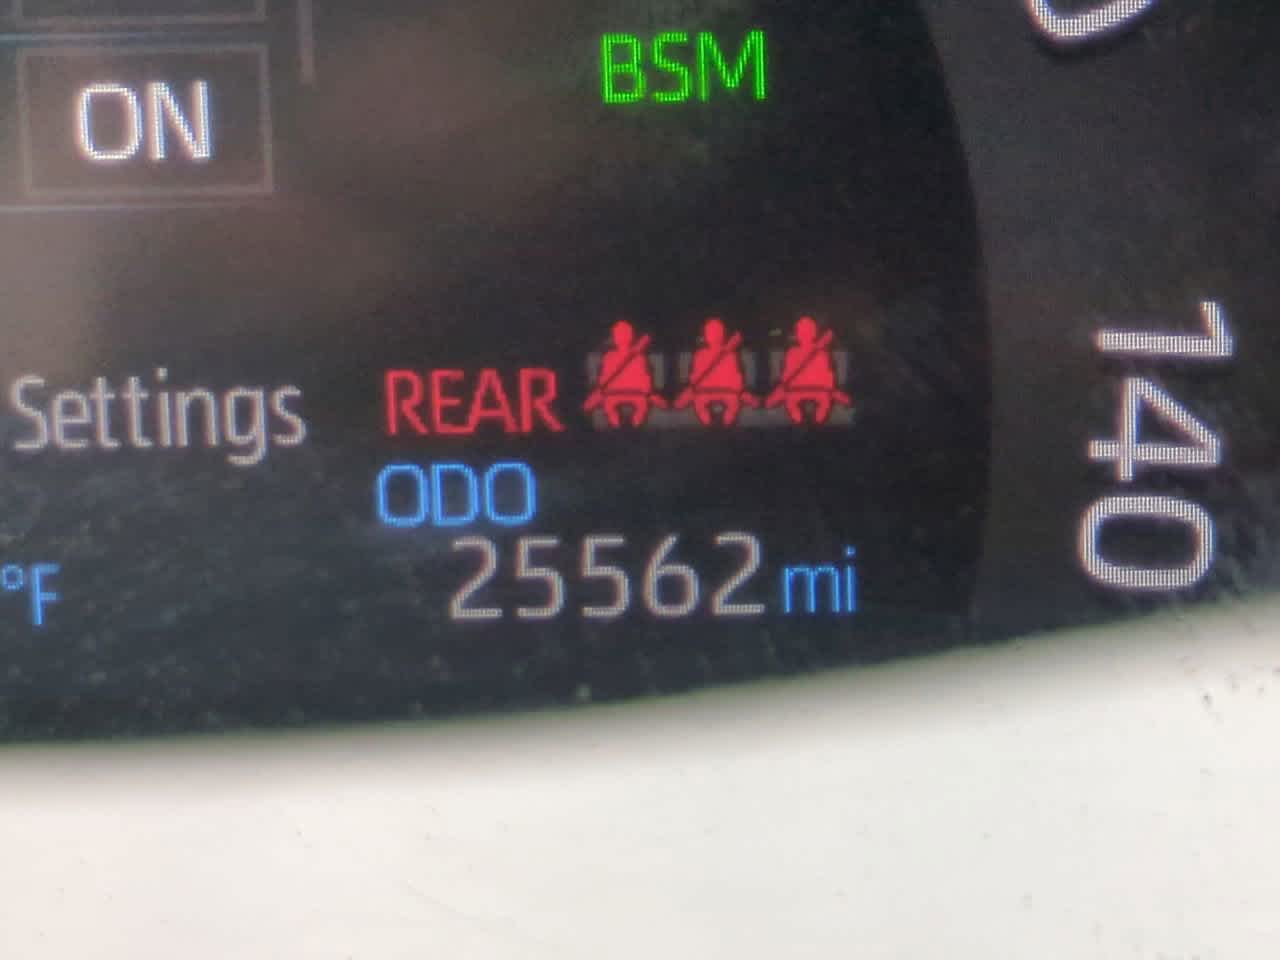 ON
BSM
Settings
REAR
ODO
25562 mi
°F
140